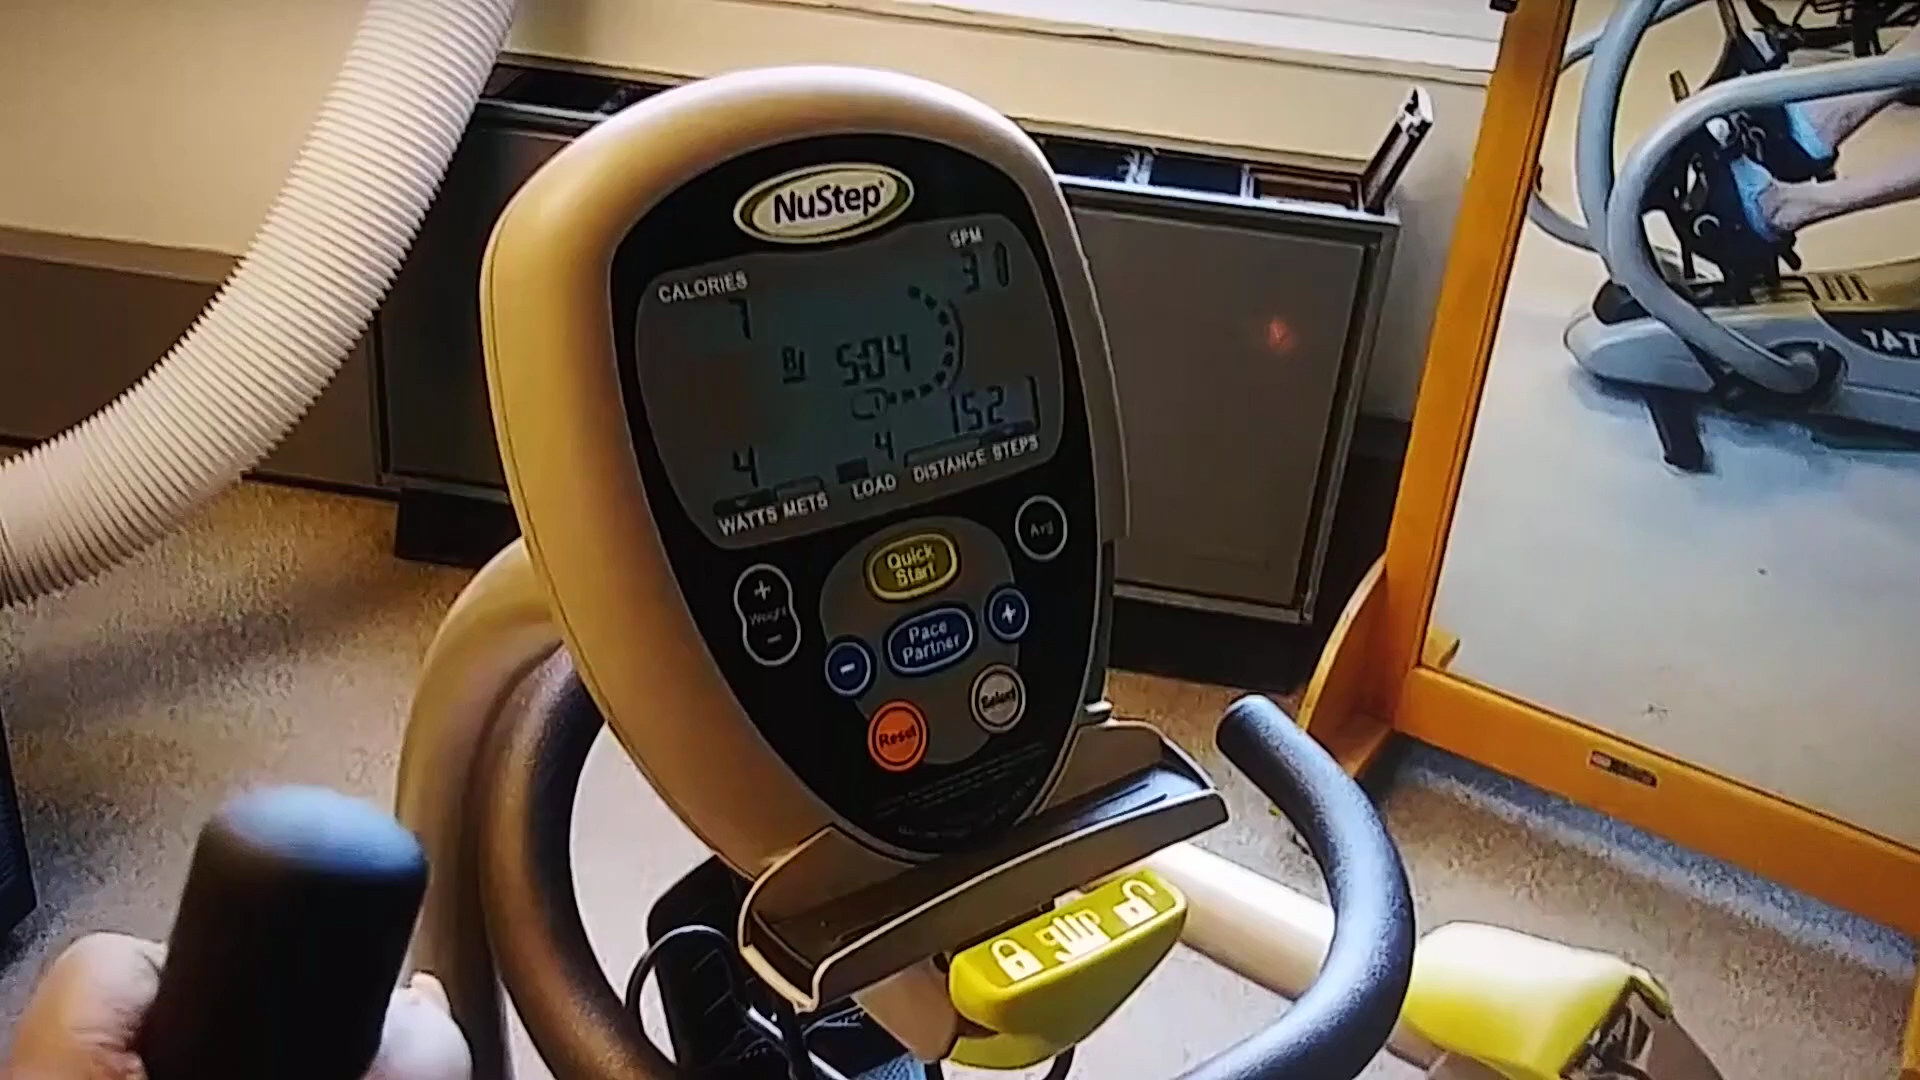 NuStep
SPM
CALORIES
7
5:04
152
4
4
WATTS METS LOAD DISTANCE STEPS
Avg
Quick
Start
+
Weight
-
Pace
Partner
+
-
Select
Reset